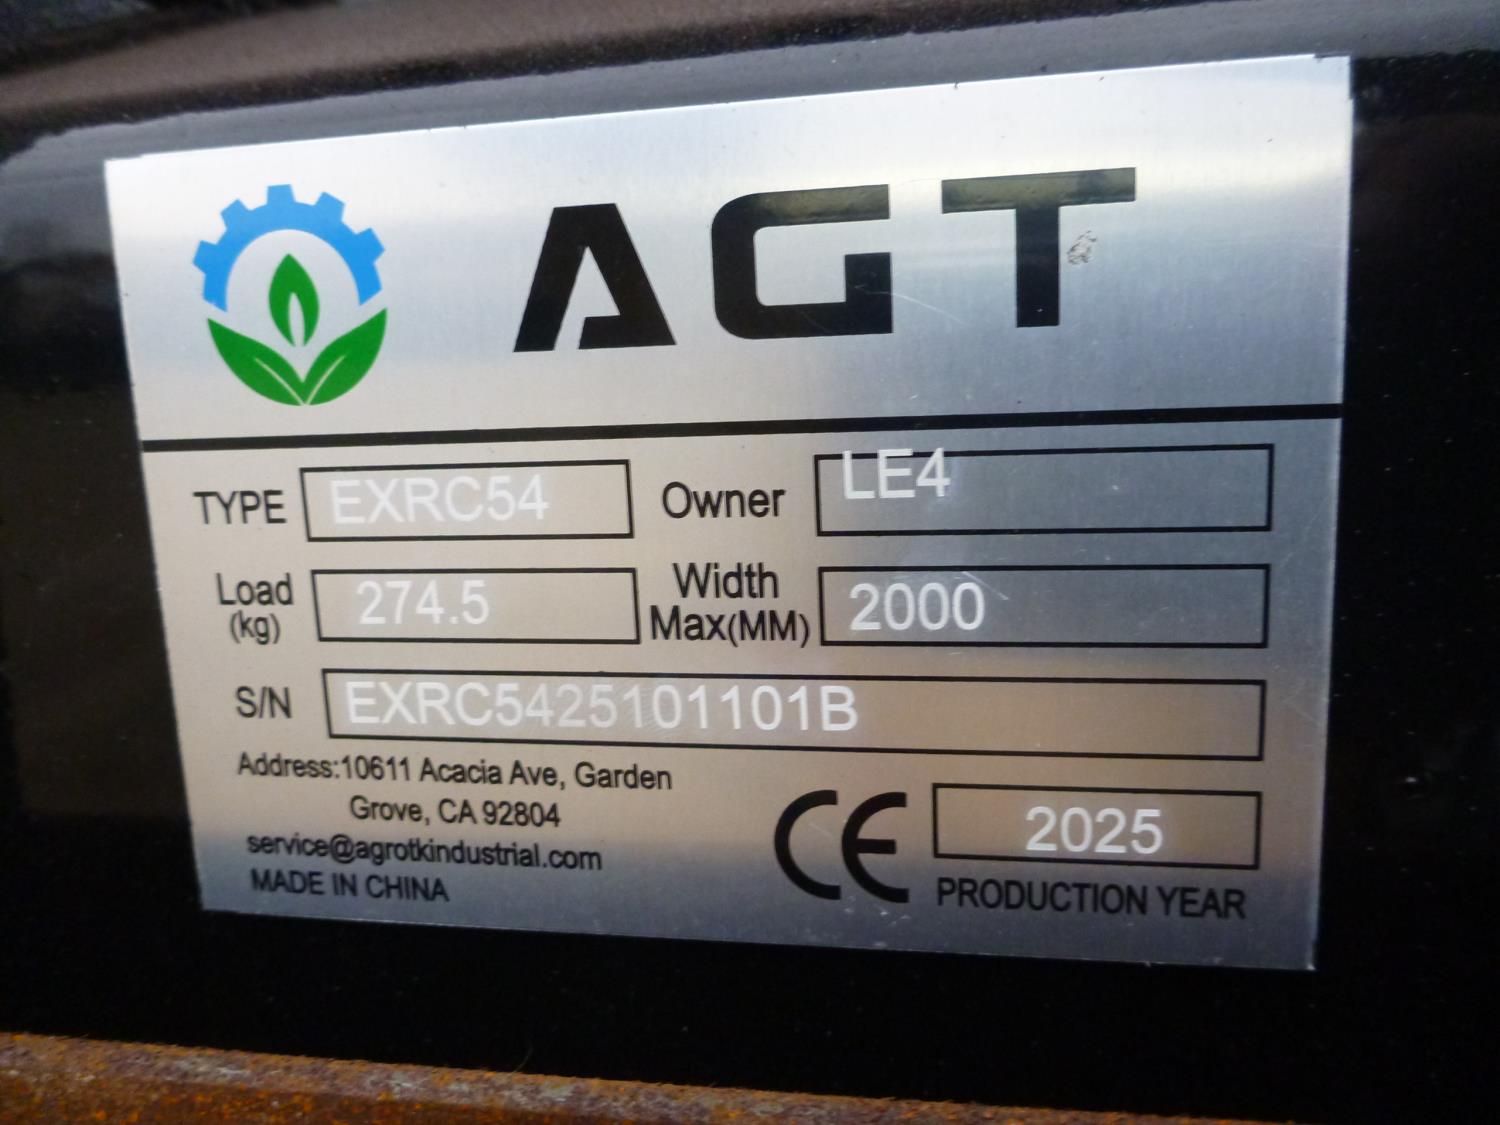 AGT
TYPE EXRC54 Owner LE4
Load (kg) 274.5 Width Max(MM) 2000
S/N EXRC5425101101B
Address:10611 Acacia Ave, Garden
Grove, CA 92804
service@agrotkindustrial.com
MADE IN CHINA
CE 2025
PRODUCTION YEAR